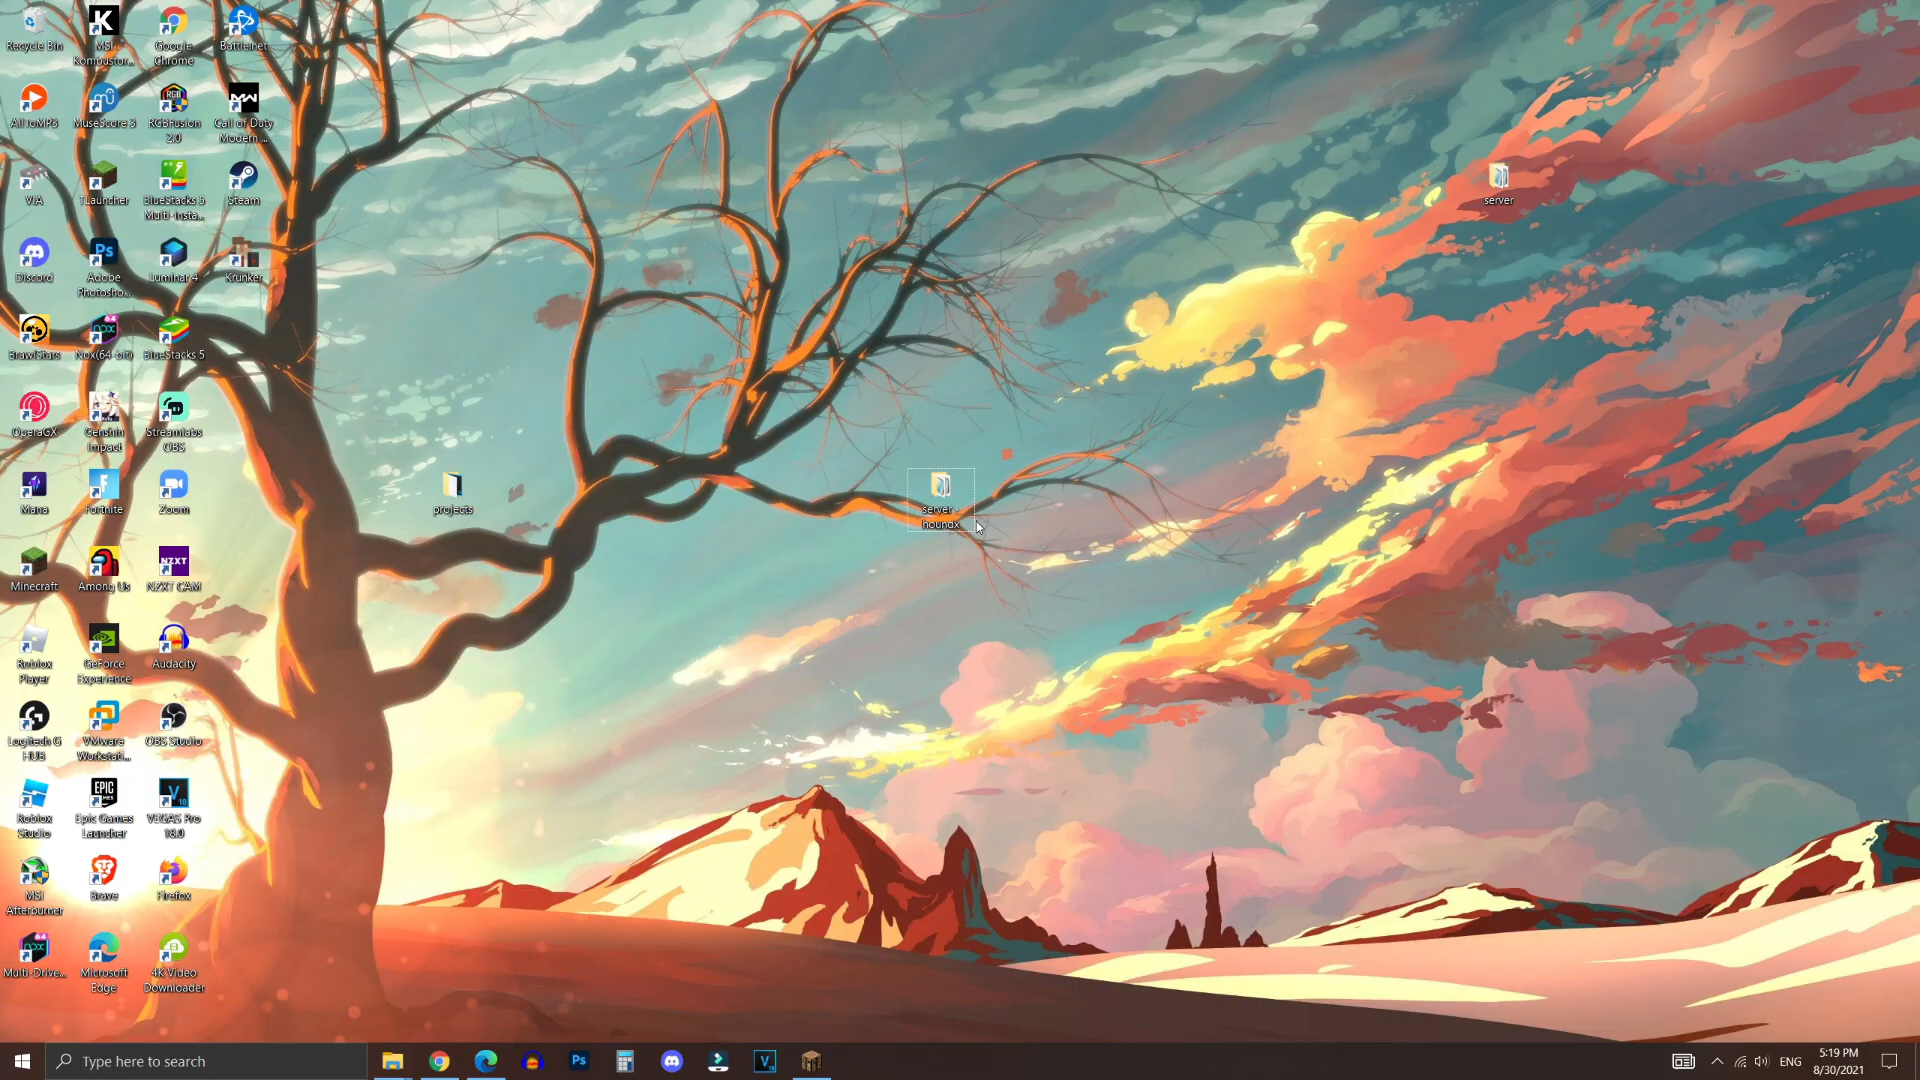 Recycle Bin
MSI
Kombustor...
Google
Chrome
Battle.net
All toMP3
MuseScore 3
RGBFusion
2.0
Call of Duty
Modern ...
VIA
TLauncher
BlueStacks 5
Multi-Insta...
Steam
Discord
Adobe
Photosho...
Luminar 4
Krunker
BrawlStars
Nox(64-bit)
BlueStacks 5
OperaGX
Genshin
Impact
Streamlabs
OBS
Mana
Fortnite
Zoom
Minecraft
Among Us
NZXT CAM
Roblox
Player
GeForce
Experience
Audacity
Logitech G
HUB
VMware
Workstati...
OBS Studio
Roblox
Studio
Epic Games
Launcher
VEGAS Pro
18.0
MSI
Afterburner
Brave
Firefox
Multi-Drive...
Microsoft
Edge
4K Video
Downloader
projects
server -
houndx
server
Type here to search
ENG
5:19 PM
8/30/2021